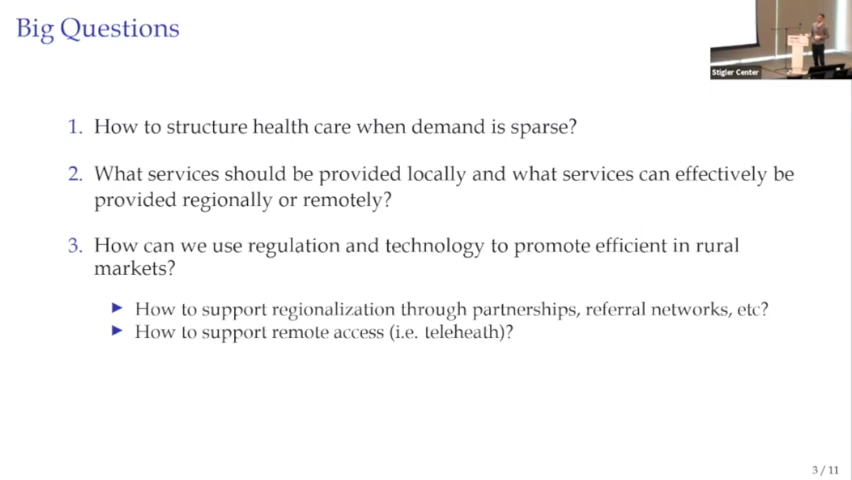 Big Questions
Stigler Center
1. How to structure health care when demand is sparse?
2. What services should be provided locally and what services can effectively be
provided regionally or remotely?
3. How can we use regulation and technology to promote efficient in rural
markets?
▶ How to support regionalization through partnerships, referral networks, etc?
▶ How to support remote access (i.e. teleheath)?
3 / 11